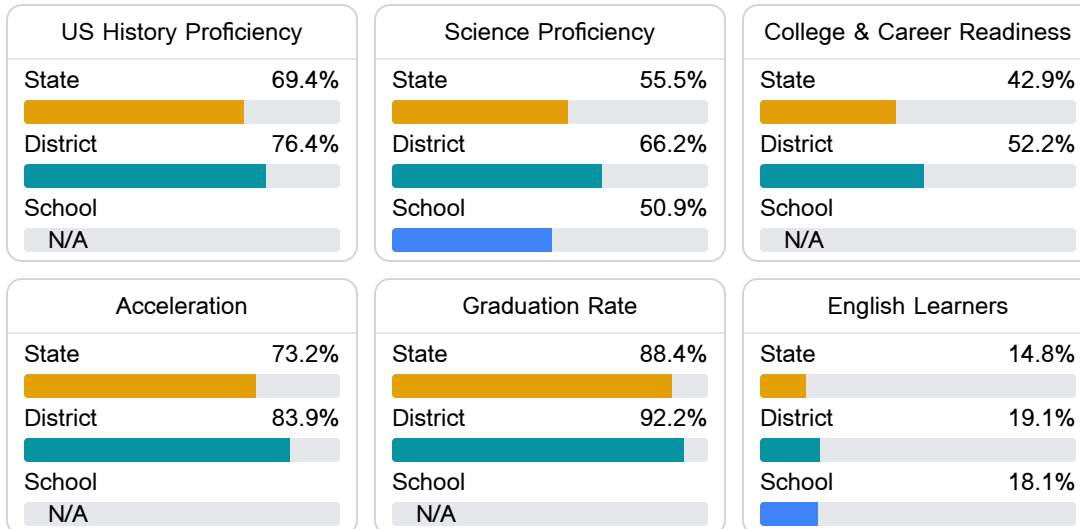 US History Proficiency
State 69.4%
District 76.4%
School
N/A
Science Proficiency
State 55.5%
District 66.2%
School 50.9%
College & Career Readiness
State 42.9%
District 52.2%
School
N/A
Acceleration
State 73.2%
District 83.9%
School
N/A
Graduation Rate
State 88.4%
District 92.2%
School
N/A
English Learners
State 14.8%
District 19.1%
School 18.1%